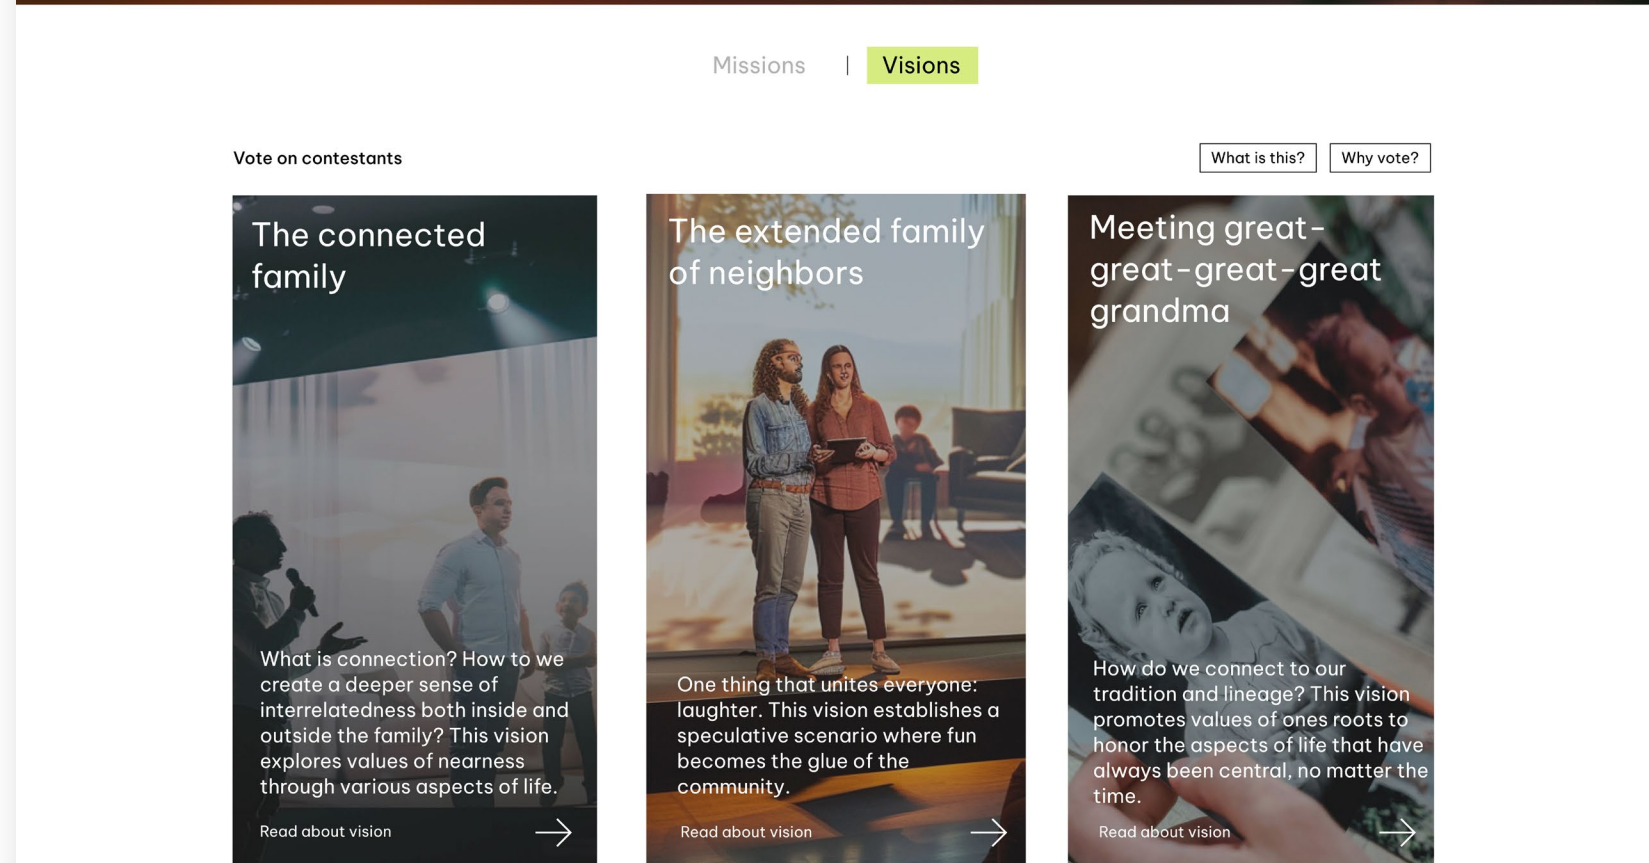 Missions | Visions
Vote on contestants
What is this?
Why vote?
The connected
family
What is connection? How to we
create a deeper sense of
interrelatedness both inside and
outside the family? This vision
explores values of nearness
through various aspects of life.
Read about vision
The extended family
of neighbors
One thing that unites everyone:
laughter. This vision establishes a
speculative scenario where fun
becomes the glue of the
community.
Read about vision
Meeting great-
great-great-great
grandma
How do we connect to our
tradition and lineage? This vision
promotes values of ones roots to
honor the aspects of life that have
always been central, no matter the
time.
Read about vision